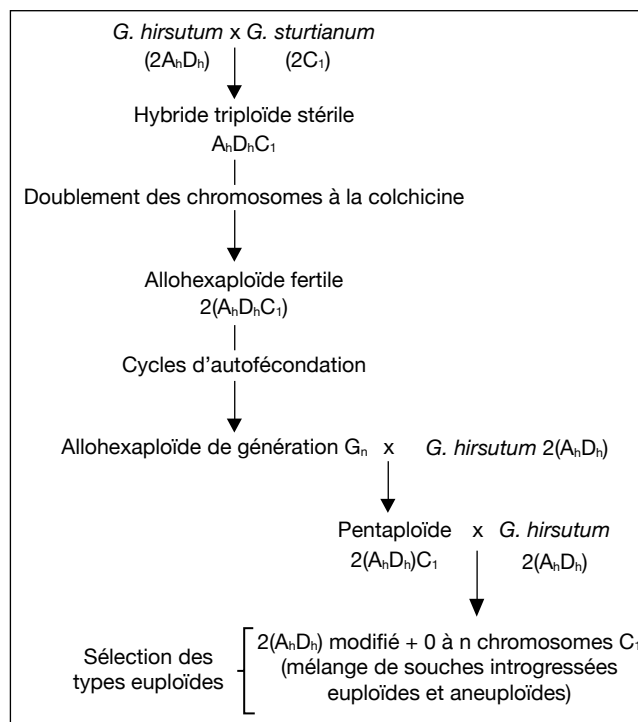 G. hirsutum x G. sturtianum
(2AₕDₕ) (2C₁)
Hybride triploïde stérile
AₕDₕC₁
Doublement des chromosomes à la colchicine
Allohexaploïde fertile
2(AₕDₕC₁)
Cycles d'autofécondation
Allohexaploïde de génération Gₙ x G. hirsutum 2(AₕDₕ)
Pentaploïde x G. hirsutum
2(AₕDₕ)C₁ 2(AₕDₕ)
Sélection des
types euploïdes
2(AₕDₕ) modifié + 0 à n chromosomes C₁
(mélange de souches introgressées
euploïdes et aneuploïdes)